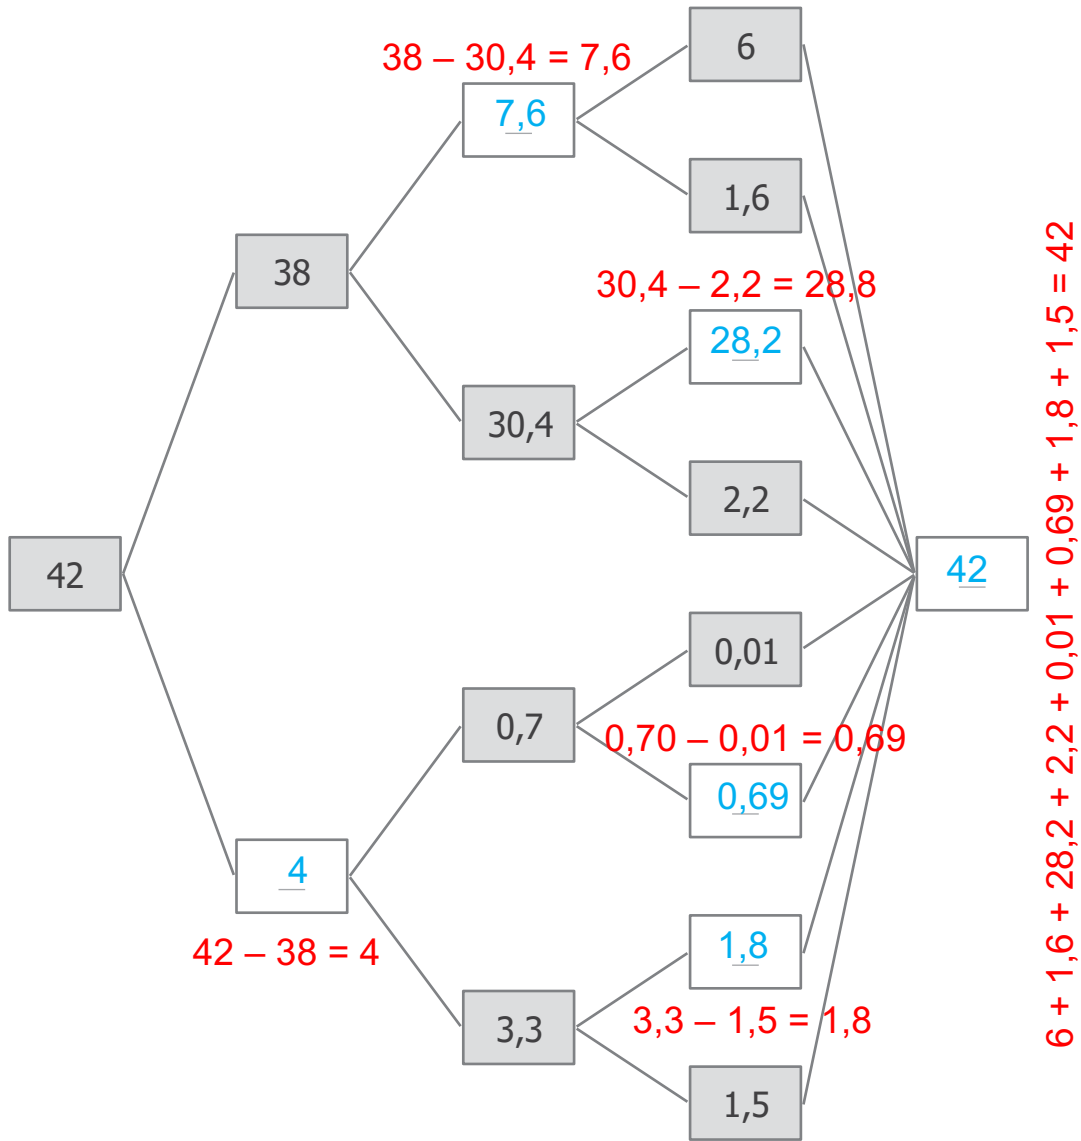 6
38 – 30,4 = 7,6
7,6
1,6
38
30,4 – 2,2 = 28,8
28,2
30,4
2,2
42
42
0,01
0,7
0,70 – 0,01 = 0,69
0,69
4
42 – 38 = 4
1,8
3,3
3,3 – 1,5 = 1,8
1,5
6 + 1,6 + 28,2 + 2,2 + 0,01 + 0,69 + 1,8 + 1,5 = 42